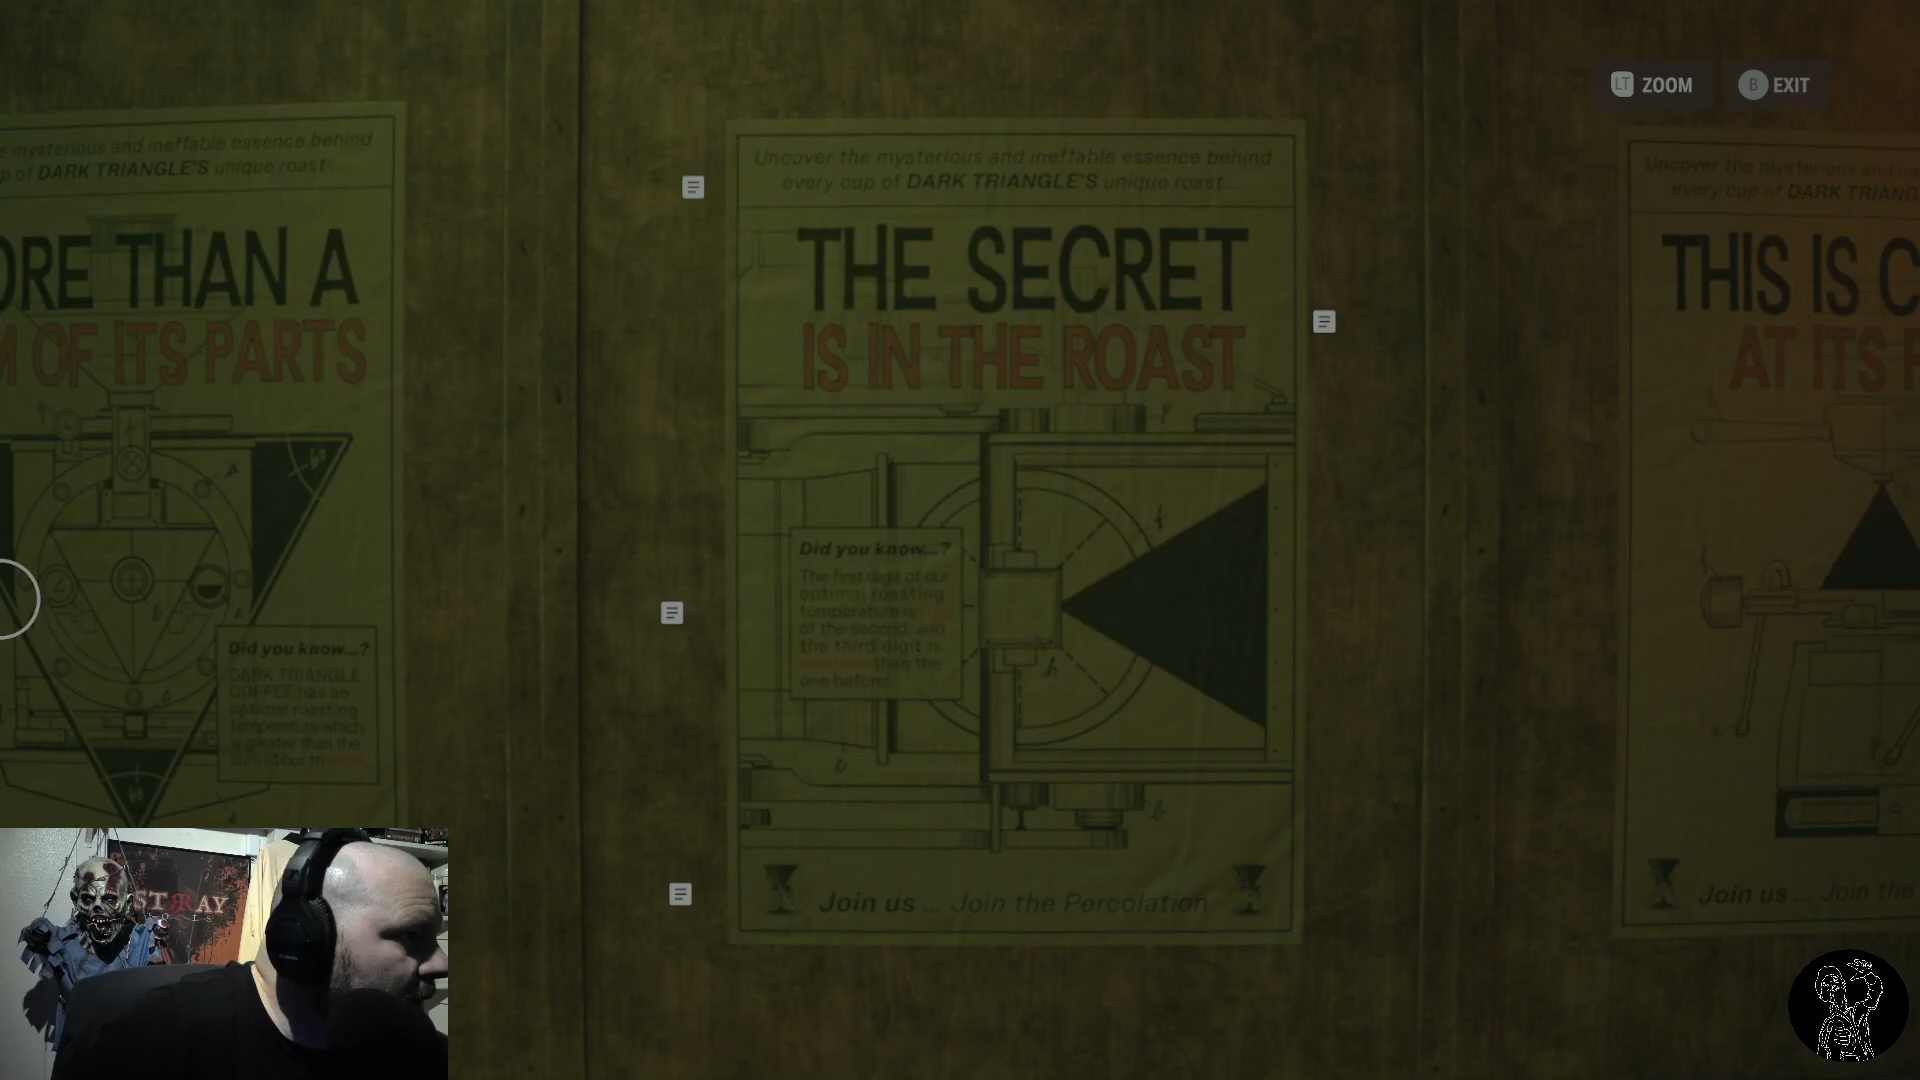 ZOOM
EXIT
LT
B
e mysterious and ineffable essence behind
p of DARK TRIANGLE'S unique roast...
ORE THAN A
M OF ITS PARTS
Did you know...?
DARK TRIANGLE
COFFEE has an
optimal roasting
temperature which
is greater than the
sum of our
Uncover the mysterious and ineffable essence behind
every cup of DARK TRIANGLE'S unique roast...
THE SECRET
IS IN THE ROAST
Did you know...?
The first digit of our
optimal roasting
temperature is
of the second, and
the third digit is
than the
one before!
Join us ... Join the Percolation
Uncover the mysterious and
every cup of DARK TRIANG
THIS IS C
AT ITS
Join us ... Join the